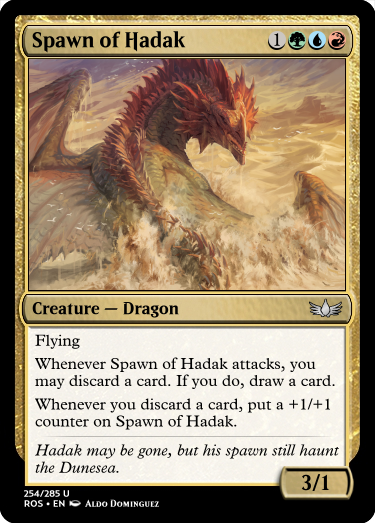 Spawn of Hadak 1
Creature — Dragon
Flying
Whenever Spawn of Hadak attacks, you
may discard a card. If you do, draw a card.
Whenever you discard a card, put a +1/+1
counter on Spawn of Hadak.
Hadak may be gone, but his spawn still haunt
the Dunesea.
3/1
254/285 U
ROS • EN Aldo Dominguez